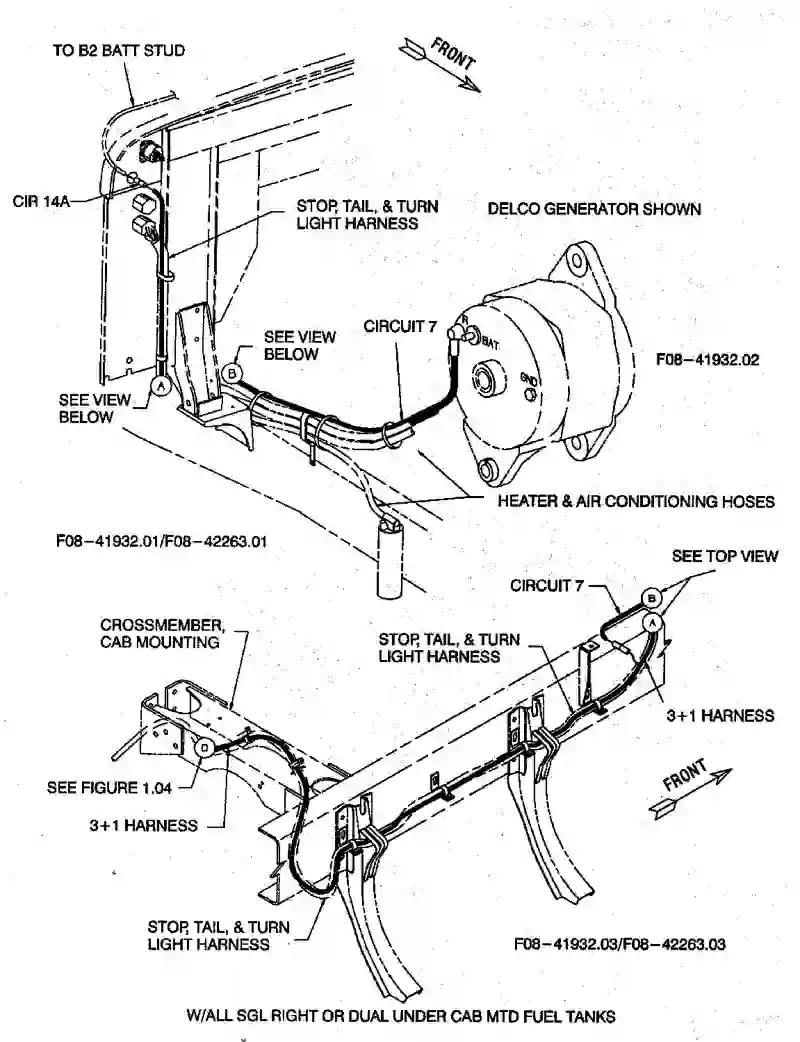 TO B2 BATT STUD
FRONT
CIR 14A
STOP, TAIL, & TURN
LIGHT HARNESS
DELCO GENERATOR SHOWN
SEE VIEW
BELOW
CIRCUIT 7
R
BAT
GND
F08-41932.02
B
A
SEE VIEW
BELOW
HEATER & AIR CONDITIONING HOSES
F08-41932.01/F08-42263.01
SEE TOP VIEW
CIRCUIT 7
B
A
CROSSMEMBER,
CAB MOUNTING
STOP, TAIL, & TURN
LIGHT HARNESS
3+1 HARNESS
D
SEE FIGURE 1.04
FRONT
3+1 HARNESS
STOP, TAIL, & TURN
LIGHT HARNESS
F08-41932.03/F08-42263.03
W/ALL SGL RIGHT OR DUAL UNDER CAB MTD FUEL TANKS